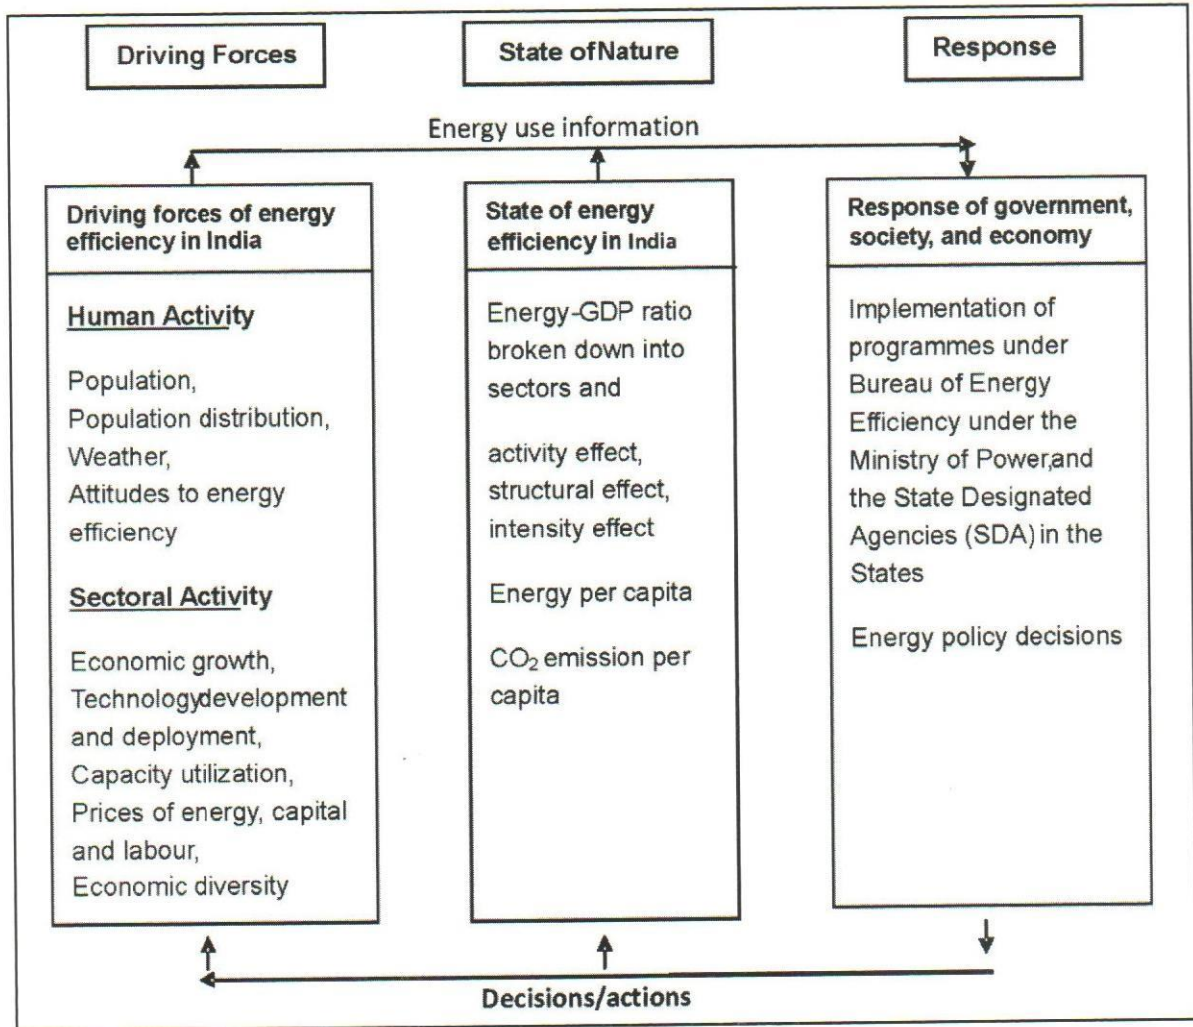 Driving Forces
State of Nature
Response
Energy use information
Driving forces of energy
efficiency in India
Human Activity
Population,
Population distribution,
Weather,
Attitudes to energy
efficiency
Sectoral Activity
Economic growth,
Technologydevelopment
and deployment,
Capacity utilization,
Prices of energy, capital
and labour,
Economic diversity
State of energy
efficiency in India
Energy-GDP ratio
broken down into
sectors and
activity effect,
structural effect,
intensity effect
Energy per capita
CO₂ emission per
capita
Response of government,
society, and economy
Implementation of
programmes under
Bureau of Energy
Efficiency under the
Ministry of Power,and
the State Designated
Agencies (SDA) in the
States
Energy policy decisions
Decisions/actions